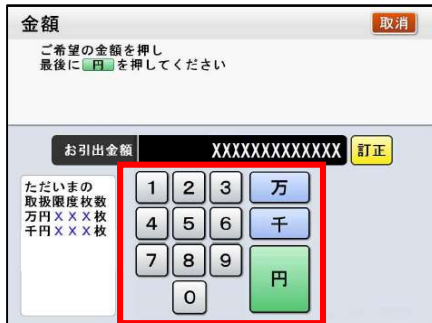 金額
取消
ご希望の金額を押し
最後に 円 を押してください
お引出金額 XXXXXXXXXXXXX 訂正
ただいまの
取扱限度枚数
万円XXX枚
千円XXX枚
1 2 3 万
4 5 6 千
7 8 9 円
0